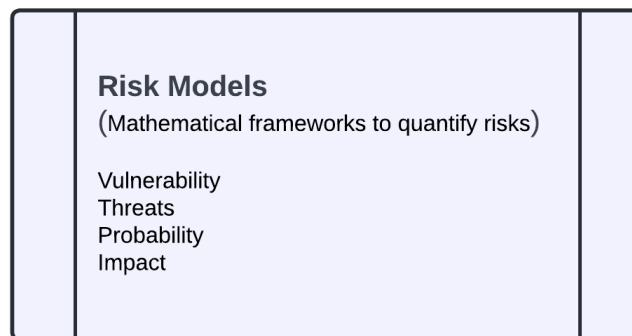 Risk Models
(Mathematical frameworks to quantify risks)
Vulnerability
Threats
Probability
Impact